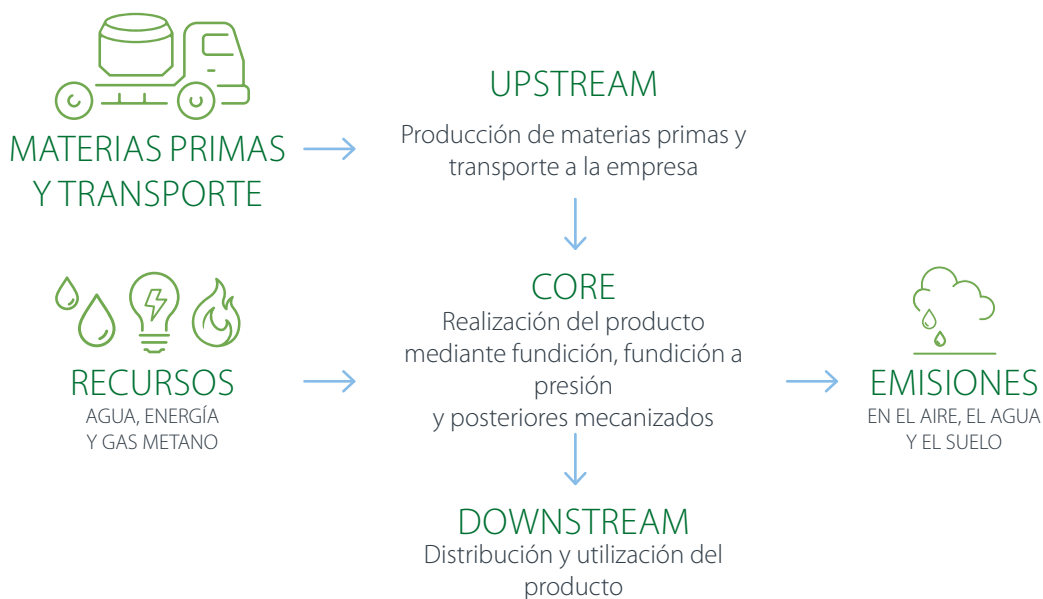 MATERIAS PRIMAS
Y TRANSPORTE
UPSTREAM
Producción de materias primas y
transporte a la empresa
RECURSOS
AGUA, ENERGÍA
Y GAS METANO
CORE
Realización del producto
mediante fundición, fundición a
presión
y posteriores mecanizados
EMISIONES
EN EL AIRE, EL AGUA
Y EL SUELO
DOWNSTREAM
Distribución y utilización del
producto